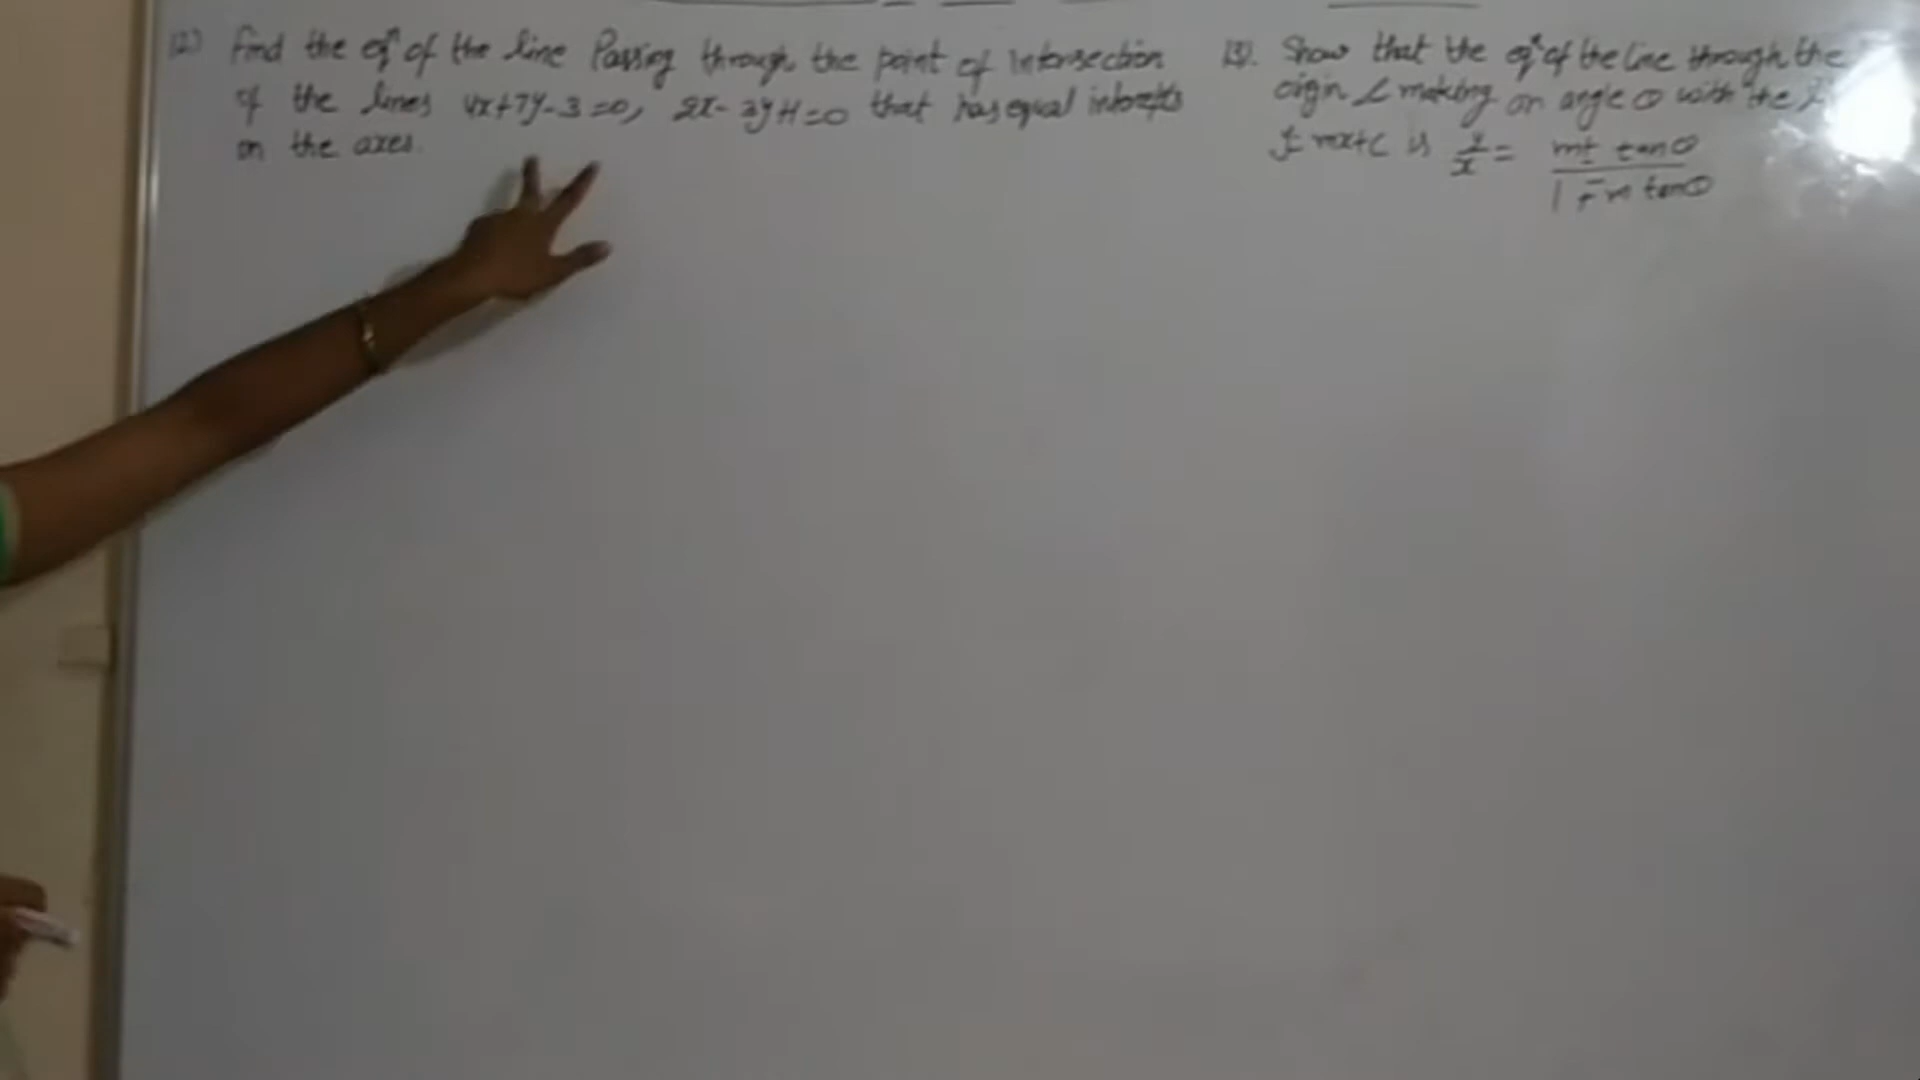 12) Find the eqn of the line Passing through the point of intersection
of the lines 4x+7y-3=0, 2x-3y+1=0 that has equal intercepts
on the axes.
13). Show that the eqn of the line through the
origin & making an angle θ with the
y=mx+c is y/x = m± tanθ / 1∓m tanθ